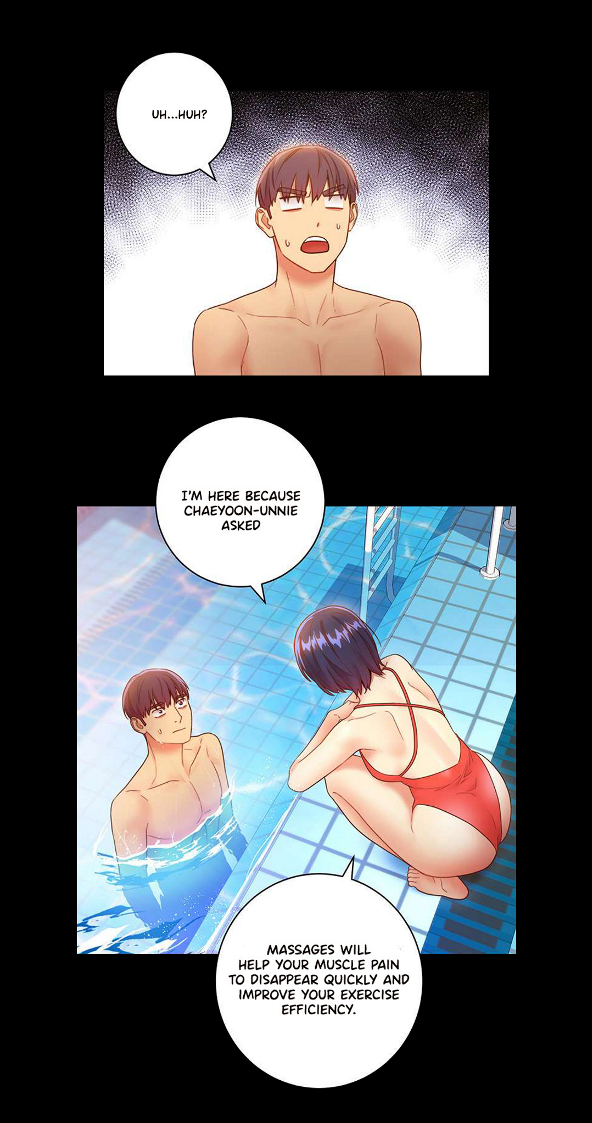 UH...HUH?
I'M HERE BECAUSE
CHAEYOON-UNNIE
ASKED
MASSAGES WILL
HELP YOUR MUSCLE PAIN
TO DISAPPEAR QUICKLY AND
IMPROVE YOUR EXERCISE
EFFICIENCY.